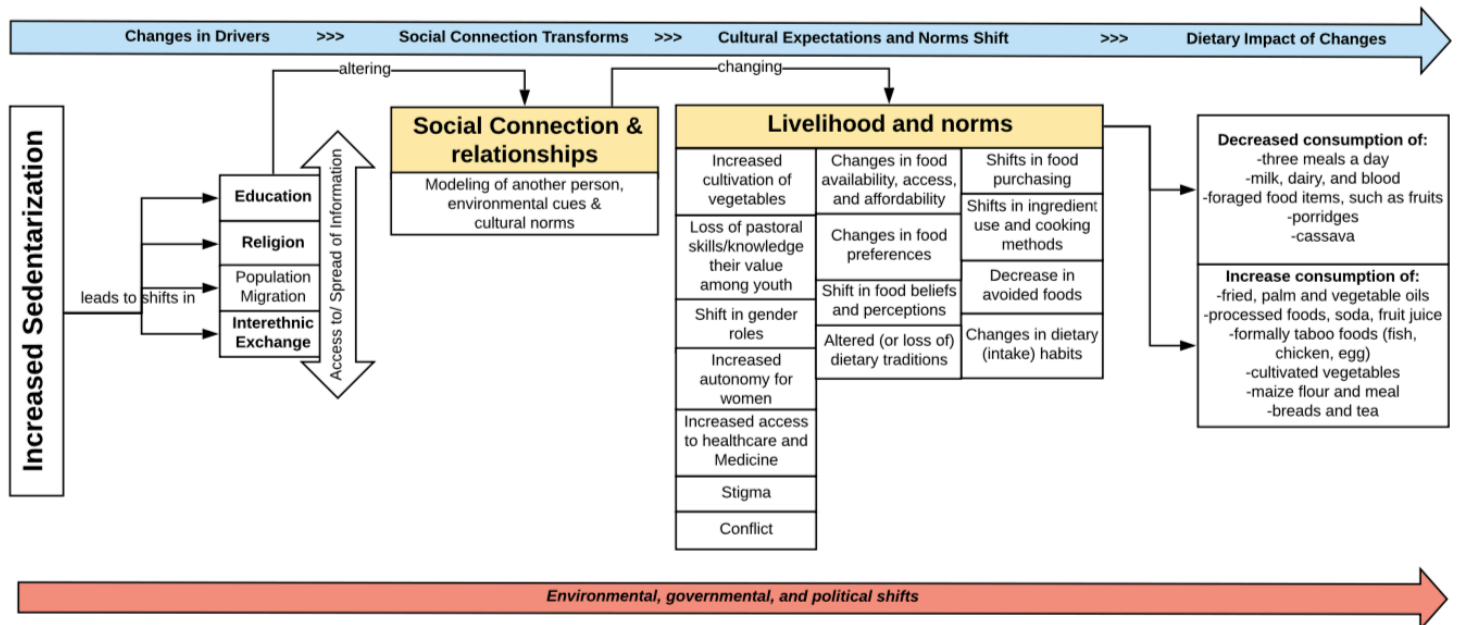 Changes in Drivers >>> Social Connection Transforms >>> Cultural Expectations and Norms Shift >>> Dietary Impact of Changes
altering
changing
Increased Sedentarization
leads to shifts in
Education
Religion
Population
Migration
Interethnic
Exchange
Access to/ Spread of Information
Social Connection &
relationships
Modeling of another person,
environmental cues &
cultural norms
Livelihood and norms
Increased
cultivation of
vegetables
Loss of pastoral
skills/knowledge
their value
among youth
Shift in gender
roles
Increased
autonomy for
women
Increased access
to healthcare and
Medicine
Stigma
Conflict
Changes in food
availability, access,
and affordability
Changes in food
preferences
Shift in food beliefs
and perceptions
Altered (or loss of)
dietary traditions
Shifts in food
purchasing
Shifts in ingredient
use and cooking
methods
Decrease in
avoided foods
Changes in dietary
(intake) habits
Decreased consumption of:
-three meals a day
-milk, dairy, and blood
-foraged food items, such as fruits
-porridges
-cassava
Increase consumption of:
-fried, palm and vegetable oils
-processed foods, soda, fruit juice
-formally taboo foods (fish,
chicken, egg)
-cultivated vegetables
-maize flour and meal
-breads and tea
Environmental, governmental, and political shifts